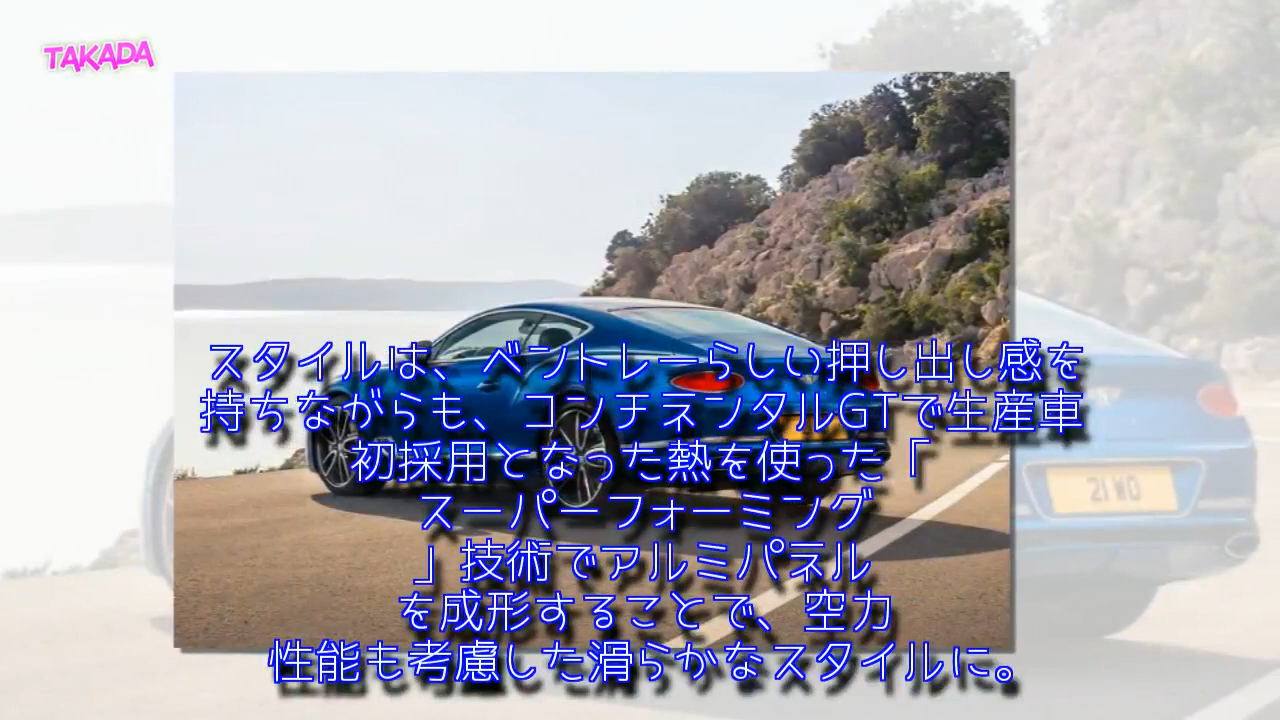 TAKADA
スタイルは、ベントレーらしい押し出し感を
持ちながらも、コンチネンタルGTで生産車
初採用となった熱を使った「
スーパーフォーミング
」技術でアルミパネル
を成形することで、空力
性能も考慮した滑らかなスタイルに。